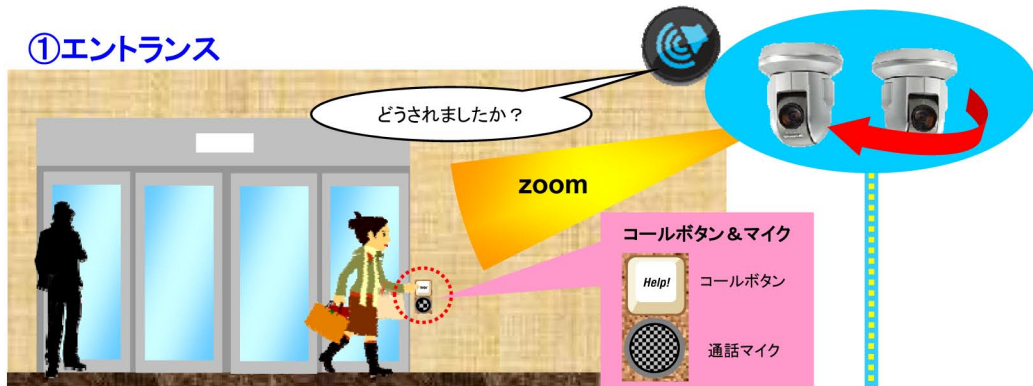 ①エントランス
どうされましたか？
zoom
コールボタン＆マイク
Help!
コールボタン
通話マイク